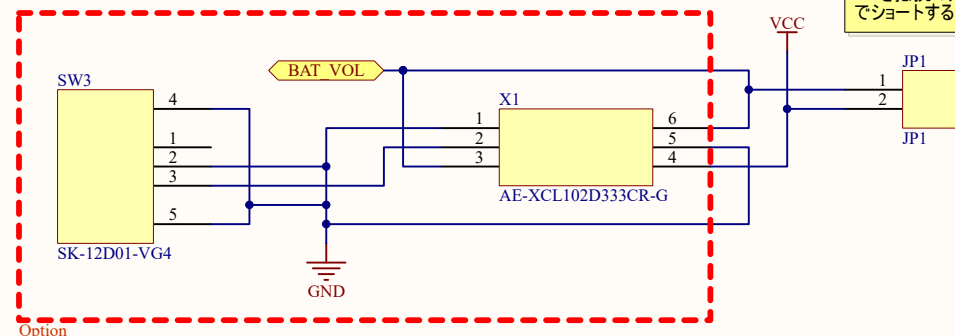 でショートする
VCC
JP1
BAT_VOL
SW3
1
2
X1
4
1
6
1
2
5
2
3
4
3
JP1
AE-XCL102D333CR-G
5
SK-12D01-VG4
GND
Option